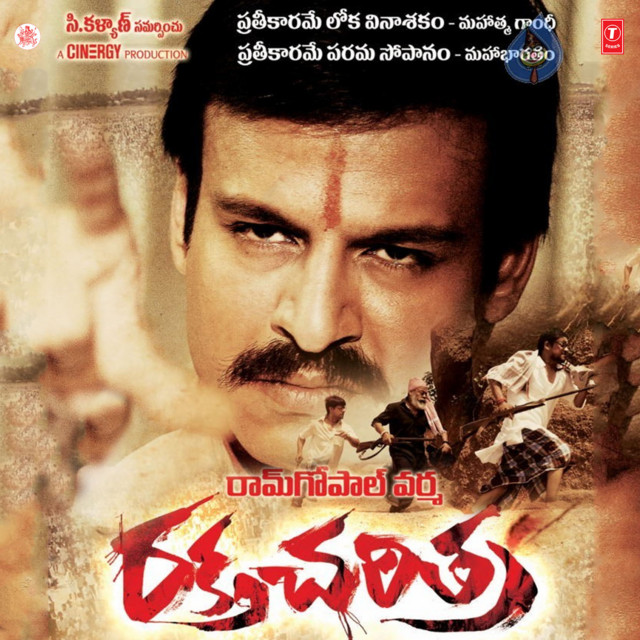 సి.కళ్యాణ్ సమర్పించు
A CINERGY PRODUCTION
ప్రతీకారమే లోక వినాశకం - మహాత్మ గాంధీ
ప్రతీకారమే పరమ సోపానం - మహాభారతం
T
రామ్‌గోపాల్ వర్మ
రక్తచరిత్ర